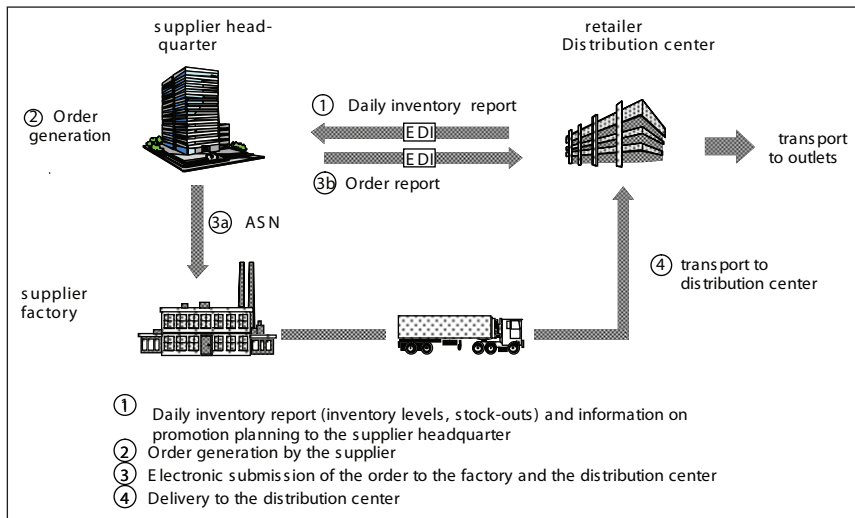 supplier head-
quarter
retailer
Distribution center
② Order
generation
① Daily inventory report
EDI
EDI
3b Order report
transport
to outlets
3a ASN
④ transport to
distribution center
supplier
factory
① Daily inventory report (inventory levels, stock-outs) and information on
promotion planning to the supplier headquarter
② Order generation by the supplier
③ Electronic submission of the order to the factory and the distribution center
④ Delivery to the distribution center